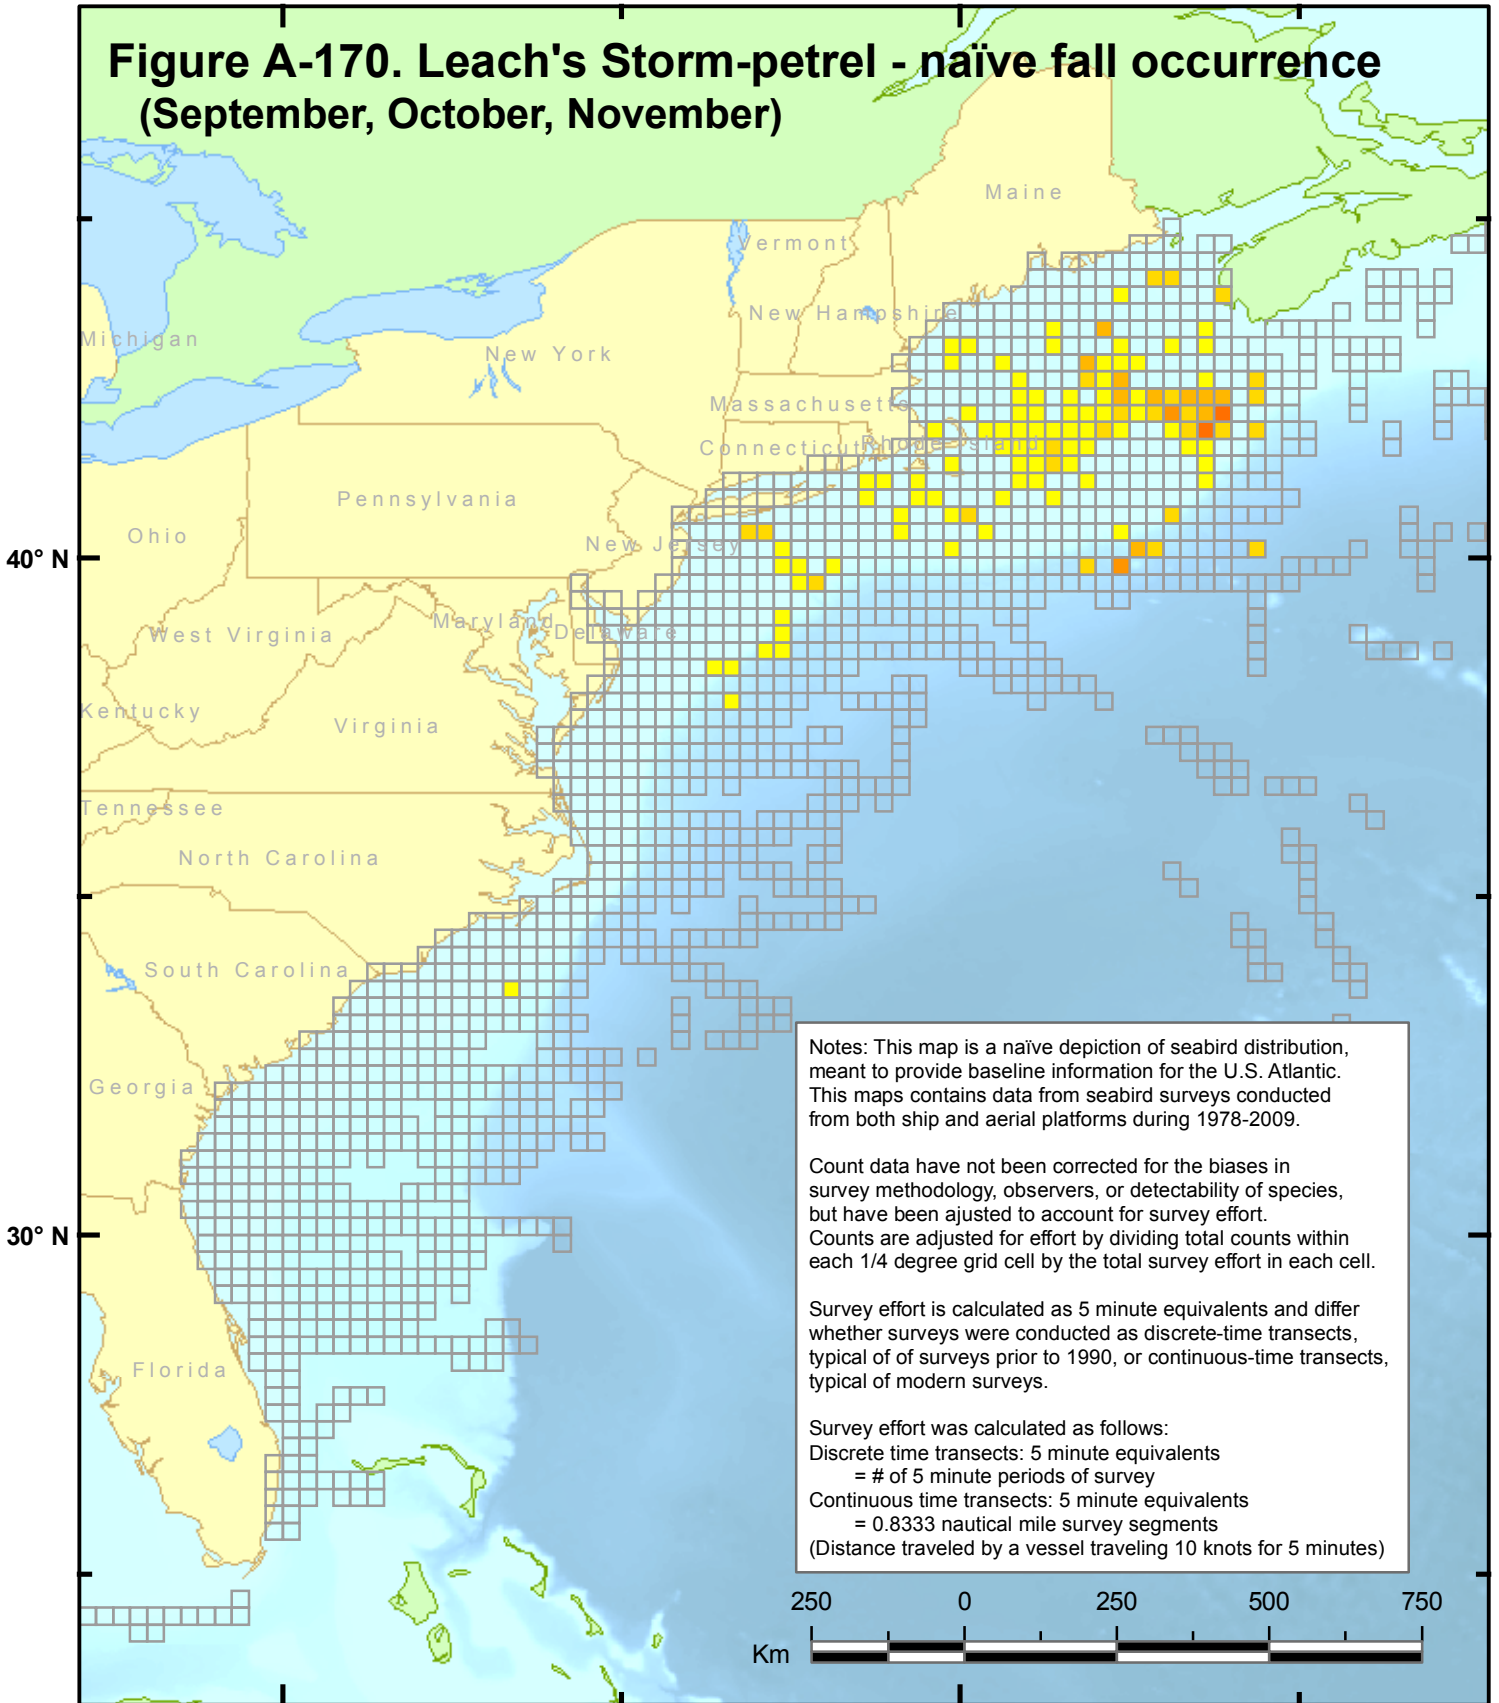 Figure A-170. Leach's Storm-petrel - naïve fall occurrence
(September, October, November)
Maine
Vermont
New Hampshire
Michigan
New York
Massachusetts
Connecticut
Rhode Island
Pennsylvania
Ohio
New Jersey
40° N
West Virginia
Maryland
Delaware
Kentucky
Virginia
Tennessee
North Carolina
South Carolina
Georgia
30° N
Florida
Notes: This map is a naïve depiction of seabird distribution,
meant to provide baseline information for the U.S. Atlantic.
This maps contains data from seabird surveys conducted
from both ship and aerial platforms during 1978-2009.
Count data have not been corrected for the biases in
survey methodology, observers, or detectability of species,
but have been ajusted to account for survey effort.
Counts are adjusted for effort by dividing total counts within
each 1/4 degree grid cell by the total survey effort in each cell.
Survey effort is calculated as 5 minute equivalents and differ
whether surveys were conducted as discrete-time transects,
typical of of surveys prior to 1990, or continuous-time transects,
typical of modern surveys.
Survey effort was calculated as follows:
Discrete time transects: 5 minute equivalents
= # of 5 minute periods of survey
Continuous time transects: 5 minute equivalents
= 0.8333 nautical mile survey segments
(Distance traveled by a vessel traveling 10 knots for 5 minutes)
250 0 250 500 750
Km